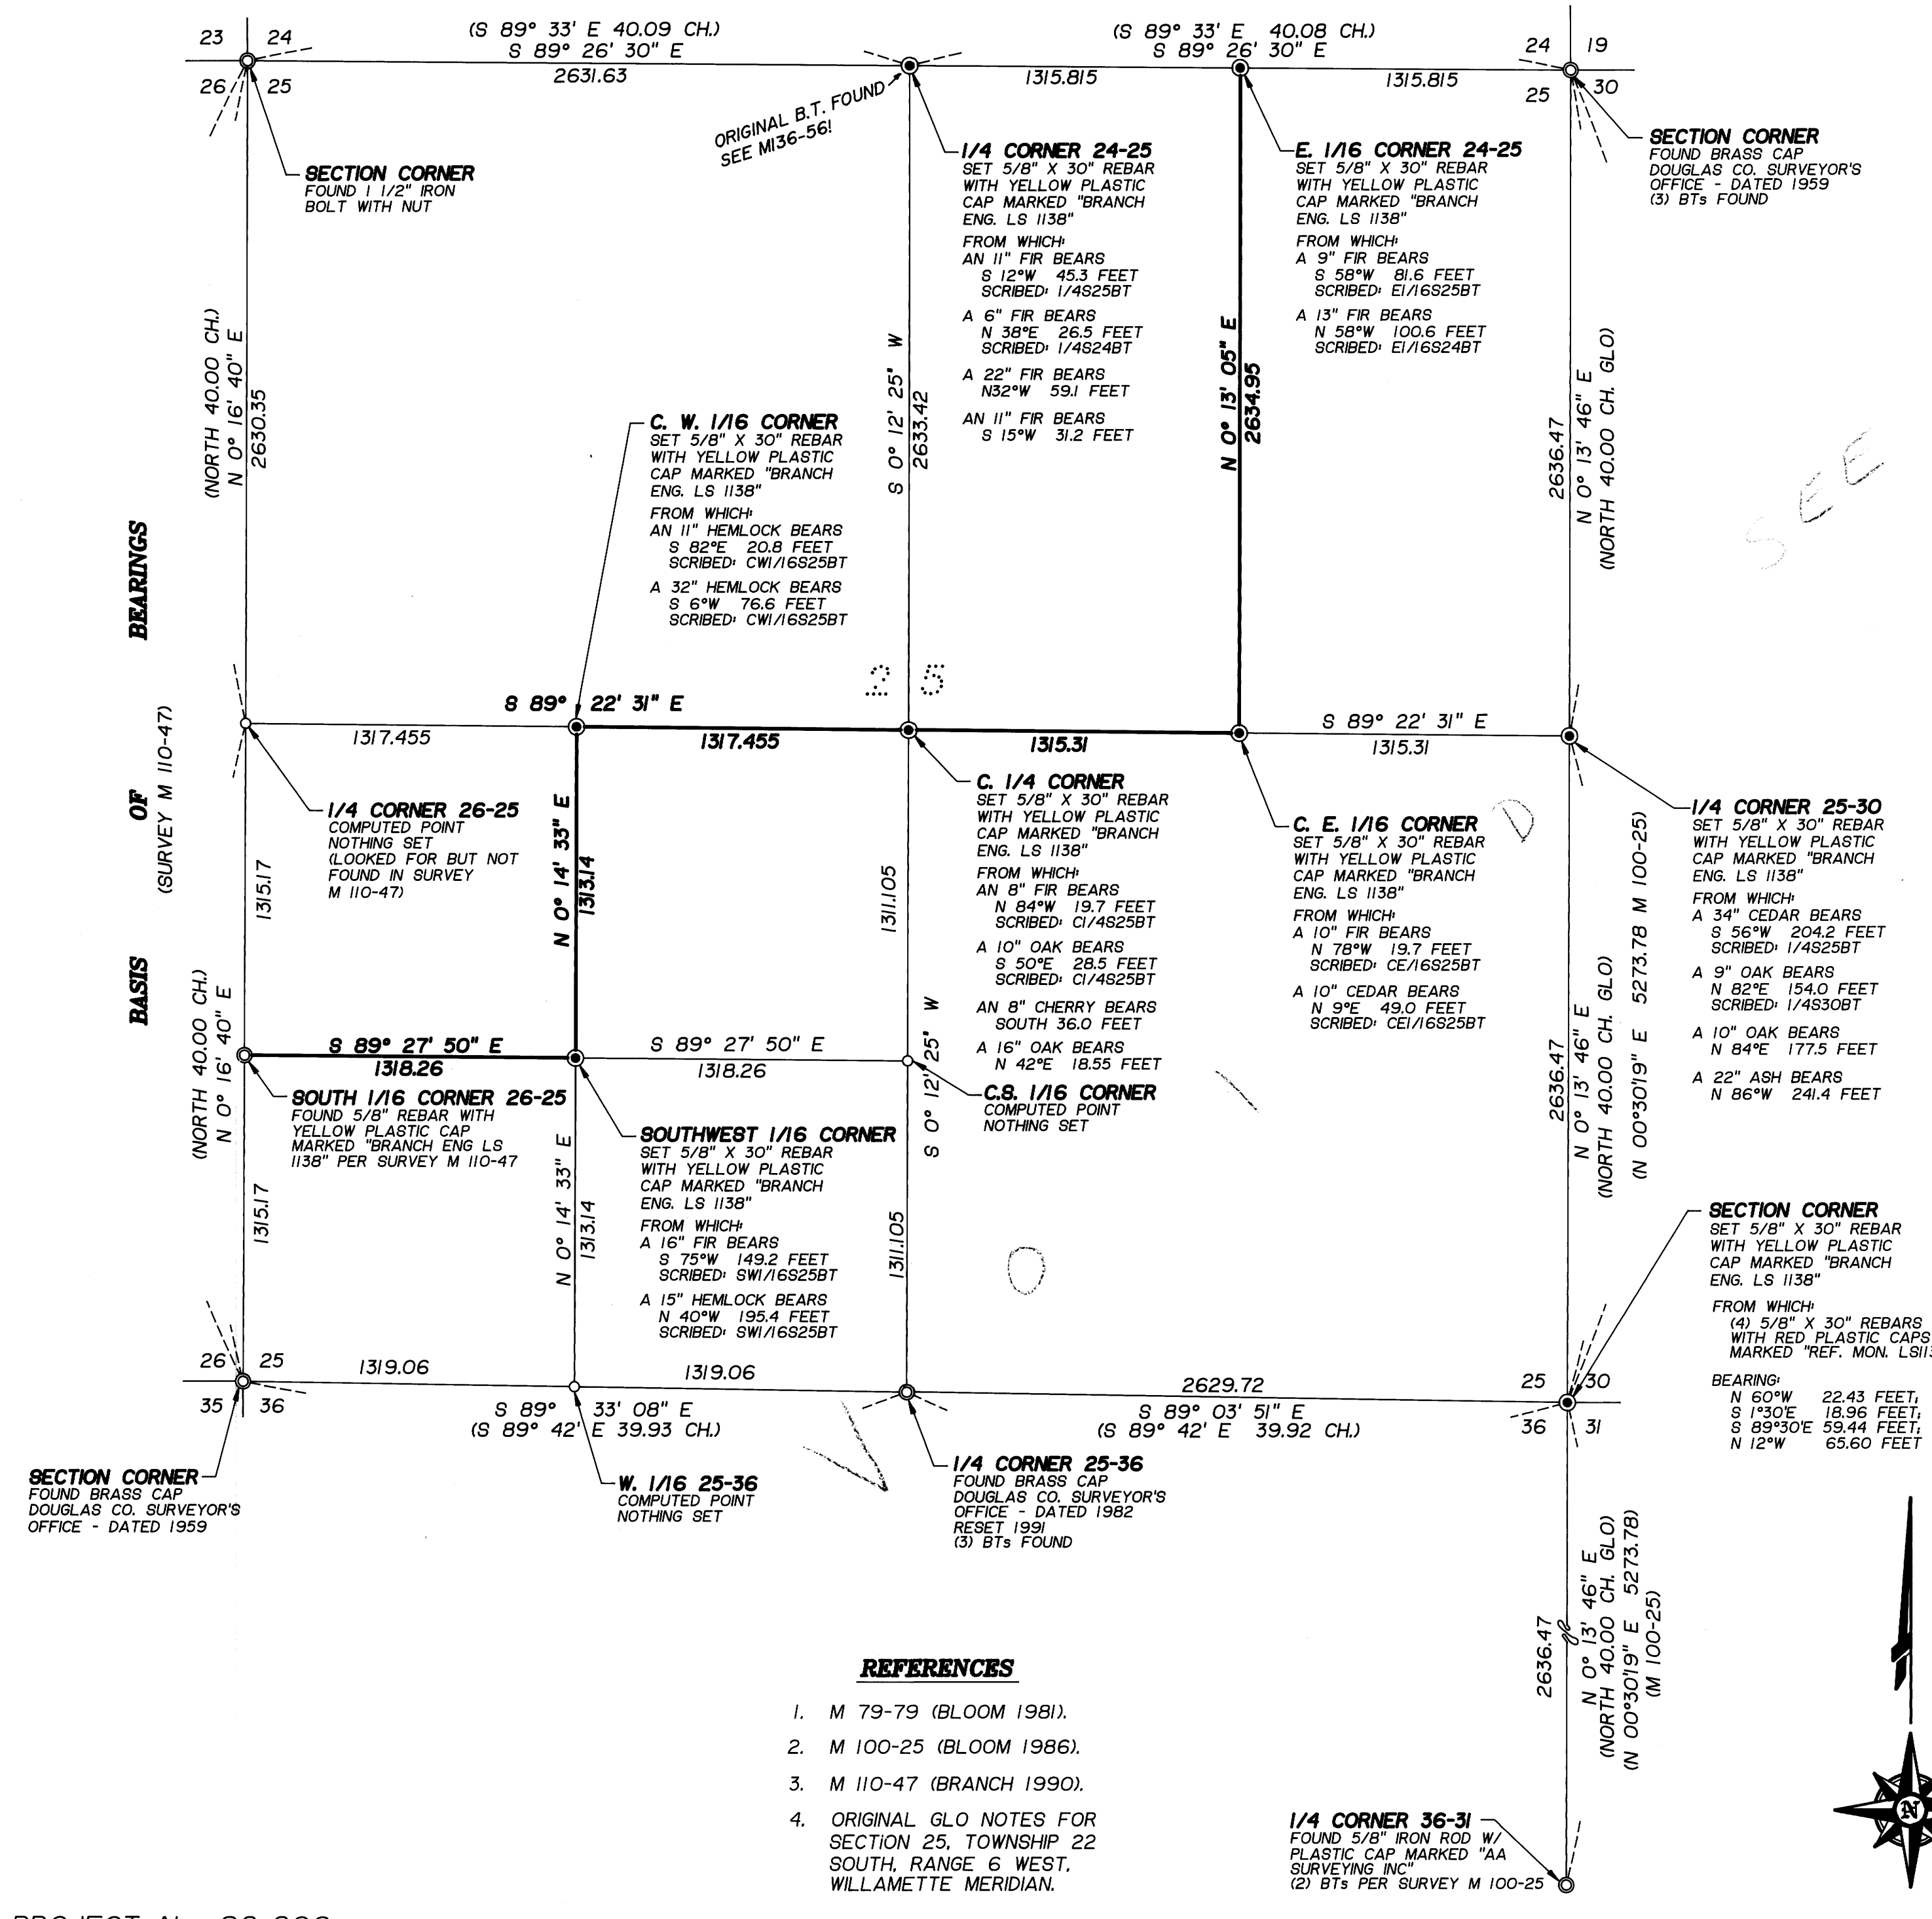 (S 89° 33' E 40.09 CH.)
S 89° 26' 30" E
2631.63
(S 89° 33' E 40.08 CH.)
S 89° 26' 30" E
1315.815
1315.815
23 24
26 25
24 19
25 30
ORIGINAL B.T. FOUND
SEE M136-56!
SECTION CORNER
FOUND 1 1/2" IRON
BOLT WITH NUT
1/4 CORNER 24-25
SET 5/8" X 30" REBAR
WITH YELLOW PLASTIC
CAP MARKED "BRANCH
ENG. LS 1138"
FROM WHICH:
AN 11" FIR BEARS
S 12°W 45.3 FEET
SCRIBED: 1/4S25BT
A 6" FIR BEARS
N 38°E 26.5 FEET
SCRIBED: 1/4S24BT
A 22" FIR BEARS
N32°W 59.1 FEET
AN 11" FIR BEARS
S 15°W 31.2 FEET
E. 1/16 CORNER 24-25
SET 5/8" X 30" REBAR
WITH YELLOW PLASTIC
CAP MARKED "BRANCH
ENG. LS 1138"
FROM WHICH:
A 9" FIR BEARS
S 58°W 81.6 FEET
SCRIBED: E1/16S25BT
A 13" FIR BEARS
N 58°W 100.6 FEET
SCRIBED: E1/16S24BT
SECTION CORNER
FOUND BRASS CAP
DOUGLAS CO. SURVEYOR'S
OFFICE - DATED 1959
(3) BTs FOUND
(NORTH 40.00 CH.)
N 0° 16' 40" E
2630.35
S 0° 12' 25" W
2633.42
N 0° 13' 05" E
2634.95
2636.47
N 0° 13' 46" E
(NORTH 40.00 CH. GLO)
SEE
C. W. 1/16 CORNER
SET 5/8" X 30" REBAR
WITH YELLOW PLASTIC
CAP MARKED "BRANCH
ENG. LS 1138"
FROM WHICH:
AN 11" HEMLOCK BEARS
S 82°E 20.8 FEET
SCRIBED: CW1/16S25BT
A 32" HEMLOCK BEARS
S 6°W 76.6 FEET
SCRIBED: CW1/16S25BT
BASIS OF BEARINGS
(SURVEY M 110-47)
25
S 89° 22' 31" E
1317.455
1317.455
1315.31
S 89° 22' 31" E
1315.31
1/4 CORNER 26-25
COMPUTED POINT
NOTHING SET
(LOOKED FOR BUT NOT
FOUND IN SURVEY
M 110-47)
1315.17
N 0° 14' 33" E
1313.14
1311.105
C. 1/4 CORNER
SET 5/8" X 30" REBAR
WITH YELLOW PLASTIC
CAP MARKED "BRANCH
ENG. LS 1138"
FROM WHICH:
AN 8" FIR BEARS
N 84°W 19.7 FEET
SCRIBED: C1/4S25BT
A 10" OAK BEARS
S 50°E 28.5 FEET
SCRIBED: C1/4S25BT
AN 8" CHERRY BEARS
SOUTH 36.0 FEET
A 16" OAK BEARS
N 42°E 18.55 FEET
C. E. 1/16 CORNER
SET 5/8" X 30" REBAR
WITH YELLOW PLASTIC
CAP MARKED "BRANCH
ENG. LS 1138"
FROM WHICH:
A 10" FIR BEARS
N 78°W 19.7 FEET
SCRIBED: CE/16S25BT
A 10" CEDAR BEARS
N 9°E 49.0 FEET
SCRIBED: CE1/16S25BT
1/4 CORNER 25-30
SET 5/8" X 30" REBAR
WITH YELLOW PLASTIC
CAP MARKED "BRANCH
ENG. LS 1138"
FROM WHICH:
A 34" CEDAR BEARS
S 56°W 204.2 FEET
SCRIBED: 1/4S25BT
A 9" OAK BEARS
N 82°E 154.0 FEET
SCRIBED: 1/4S30BT
A 10" OAK BEARS
N 84°E 177.5 FEET
A 22" ASH BEARS
N 86°W 241.4 FEET
2636.47
N 0° 13' 46" E
(NORTH 40.00 CH. GLO)
(N 00°30'19" E 5273.78 M 100-25)
(NORTH 40.00 CH.)
N 0° 16' 40" E
S 89° 27' 50" E
1318.26
S 89° 27' 50" E
1318.26
S 0° 12' 25" W
SOUTH 1/16 CORNER 26-25
FOUND 5/8" REBAR WITH
YELLOW PLASTIC CAP
MARKED "BRANCH ENG LS
1138" PER SURVEY M 110-47
C.S. 1/16 CORNER
COMPUTED POINT
NOTHING SET
SOUTHWEST 1/16 CORNER
SET 5/8" X 30" REBAR
WITH YELLOW PLASTIC
CAP MARKED "BRANCH
ENG. LS 1138"
FROM WHICH:
A 16" FIR BEARS
S 75°W 149.2 FEET
SCRIBED: SW1/16S25BT
A 15" HEMLOCK BEARS
N 40°W 195.4 FEET
SCRIBED: SW1/16S25BT
1315.17
N 0° 14' 33" E
1313.14
1311.105
SECTION CORNER
SET 5/8" X 30" REBAR
WITH YELLOW PLASTIC
CAP MARKED "BRANCH
ENG. LS 1138"
FROM WHICH:
(4) 5/8" X 30" REBARS
WITH RED PLASTIC CAPS
MARKED "REF. MON.
BEARING:
N 60°W 22.43 FEET;
S 1°30'E 18.96 FEET;
S 89°30'E 59.44 FEET;
N 12°W 65.60 FEET
26 25
35 36
1319.06
1319.06
2629.72
25 30
36 31
S 89° 33' 08" E
(S 89° 42' E 39.93 CH.)
S 89° 03' 51" E
(S 89° 42' E 39.92 CH.)
SECTION CORNER
FOUND BRASS CAP
DOUGLAS CO. SURVEYOR'S
OFFICE - DATED 1959
W. 1/16 25-36
COMPUTED POINT
NOTHING SET
1/4 CORNER 25-36
FOUND BRASS CAP
DOUGLAS CO. SURVEYOR'S
OFFICE - DATED 1982
RESET 1991
(3) BTs FOUND
2636.47
N 0° 13' 46" E
(NORTH 40.00 CH. GLO)
(N 00°30'19" E 5273.78)
(M 100-25)
REFERENCES
1. M 79-79 (BLOOM 1981).
2. M 100-25 (BLOOM 1986).
3. M 110-47 (BRANCH 1990).
4. ORIGINAL GLO NOTES FOR
SECTION 25, TOWNSHIP 22
SOUTH, RANGE 6 WEST,
WILLAMETTE MERIDIAN.
1/4 CORNER 36-31
FOUND 5/8" IRON ROD W/
PLASTIC CAP MARKED "AA
SURVEYING INC"
(2) BTs PER SURVEY M 100-25
N